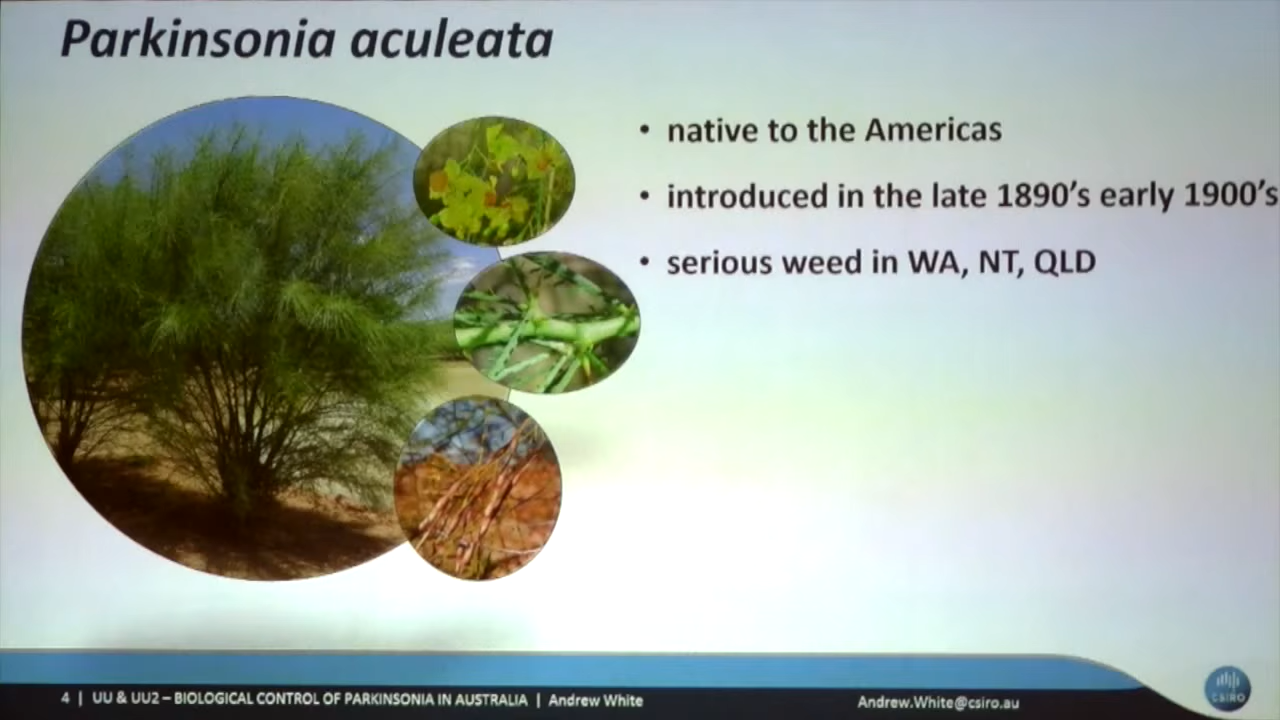 Parkinsonia aculeata
• native to the Americas
• introduced in the late 1890's early 1900's
• serious weed in WA, NT, QLD
4 | UU & UU2 – BIOLOGICAL CONTROL OF PARKINSONIA IN AUSTRALIA | Andrew White
Andrew.White@csiro.au
CSIRO